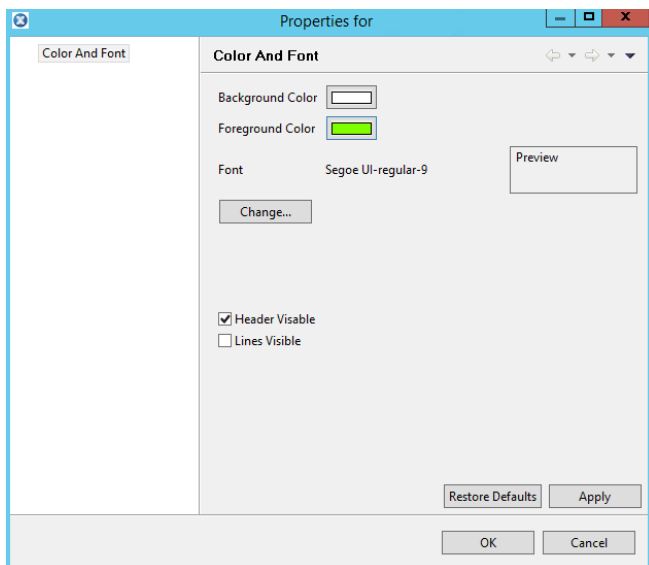 Properties for
Color And Font
Color And Font
Background Color
Foreground Color
Font Segoe UI-regular-9
Preview
Change...
Header Visable
Lines Visible
Restore Defaults Apply
OK Cancel